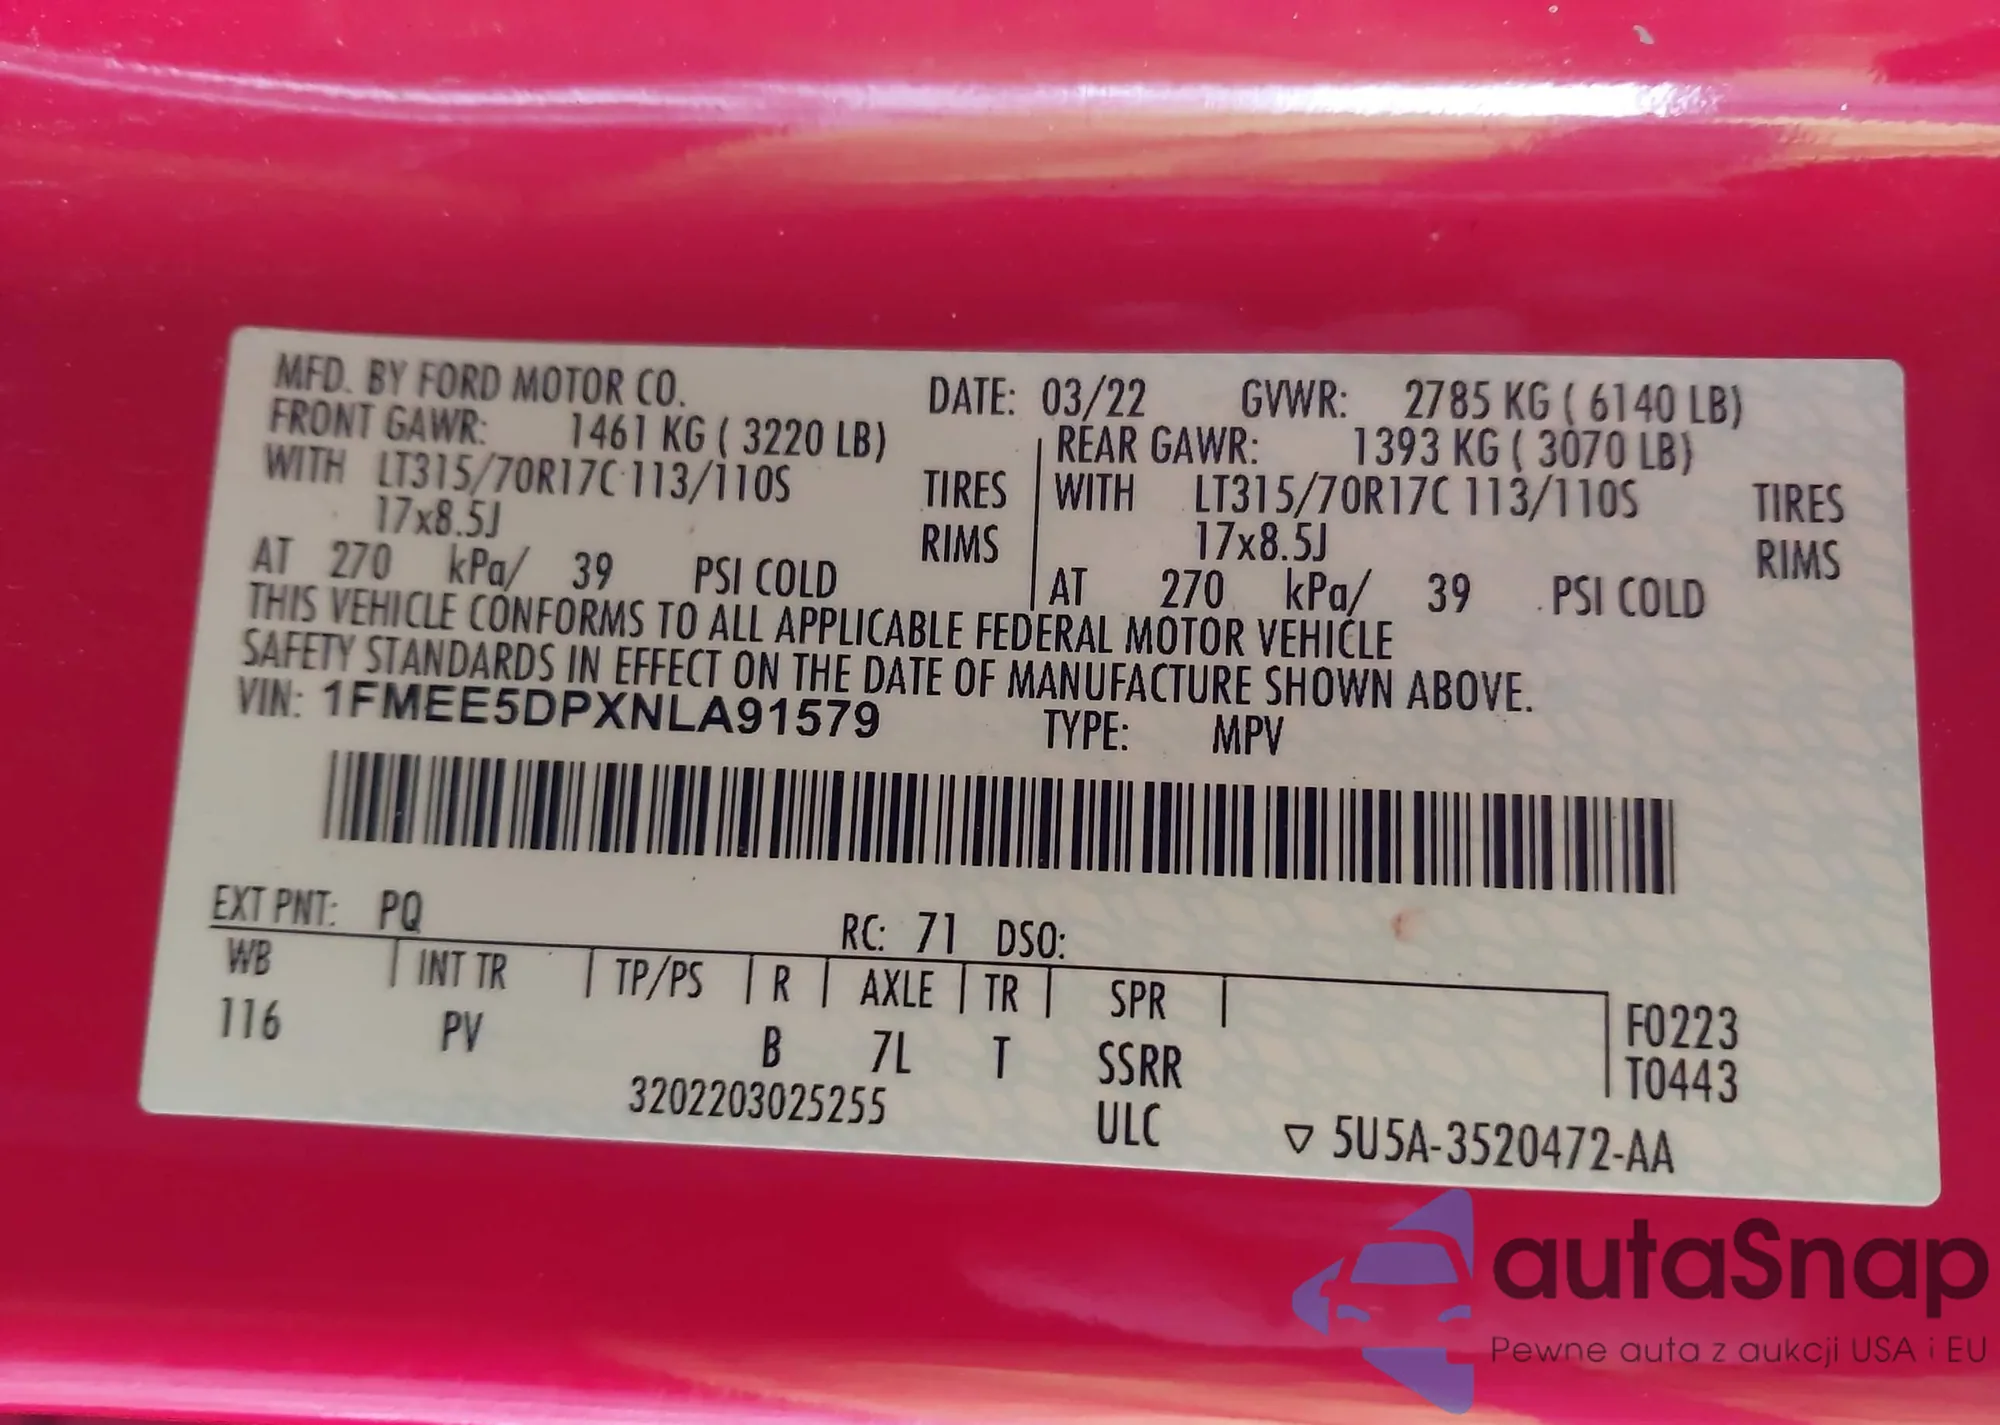 MFD. BY FORD MOTOR CO. DATE: 03/22 GVWR: 2785 KG ( 6140 LB)
FRONT GAWR: 1461 KG ( 3220 LB) REAR GAWR: 1393 KG ( 3070 LB)
WITH LT315/70R17C 113/110S TIRES WITH LT315/70R17C 113/110S TIRES
17x8.5J RIMS 17x8.5J RIMS
AT 270 kPa/ 39 PSI COLD AT 270 kPa/ 39 PSI COLD
THIS VEHICLE CONFORMS TO ALL APPLICABLE FEDERAL MOTOR VEHICLE
SAFETY STANDARDS IN EFFECT ON THE DATE OF MANUFACTURE SHOWN ABOVE.
VIN: 1FMEE5DPXNLA91579 TYPE: MPV
EXT PNT: PQ RC: 71 DSO:
WB INT TR TP/PS R AXLE TR SPR F0223
116 PV B 7L T SSRR T0443
3202203025255 ULC ▽ 5U5A-3520472-AA
autaSnap
Pewne auta z aukcji USA i EU